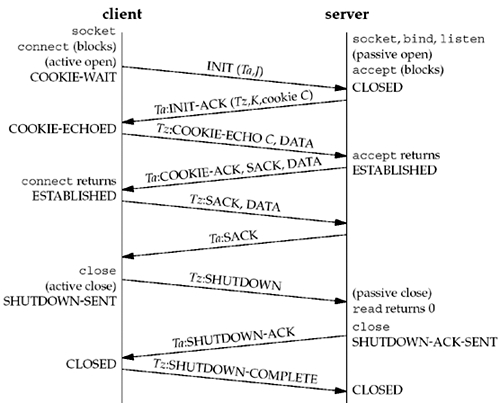 client server
socket
connect (blocks)
(active open)
COOKIE-WAIT
socket, bind, listen
(passive open)
accept (blocks)
CLOSED
INIT (Ta,J)
Ta:INIT-ACK (Tz,K,cookie C)
COOKIE-ECHOED
Tz:COOKIE-ECHO C, DATA
accept returns
ESTABLISHED
Ta:COOKIE-ACK, SACK, DATA
connect returns
ESTABLISHED
Tz:SACK, DATA
Ta:SACK
close
(active close)
SHUTDOWN-SENT
Tz:SHUTDOWN
(passive close)
read returns 0
close
SHUTDOWN-ACK-SENT
Ta:SHUTDOWN-ACK
CLOSED
Tz:SHUTDOWN-COMPLETE
CLOSED